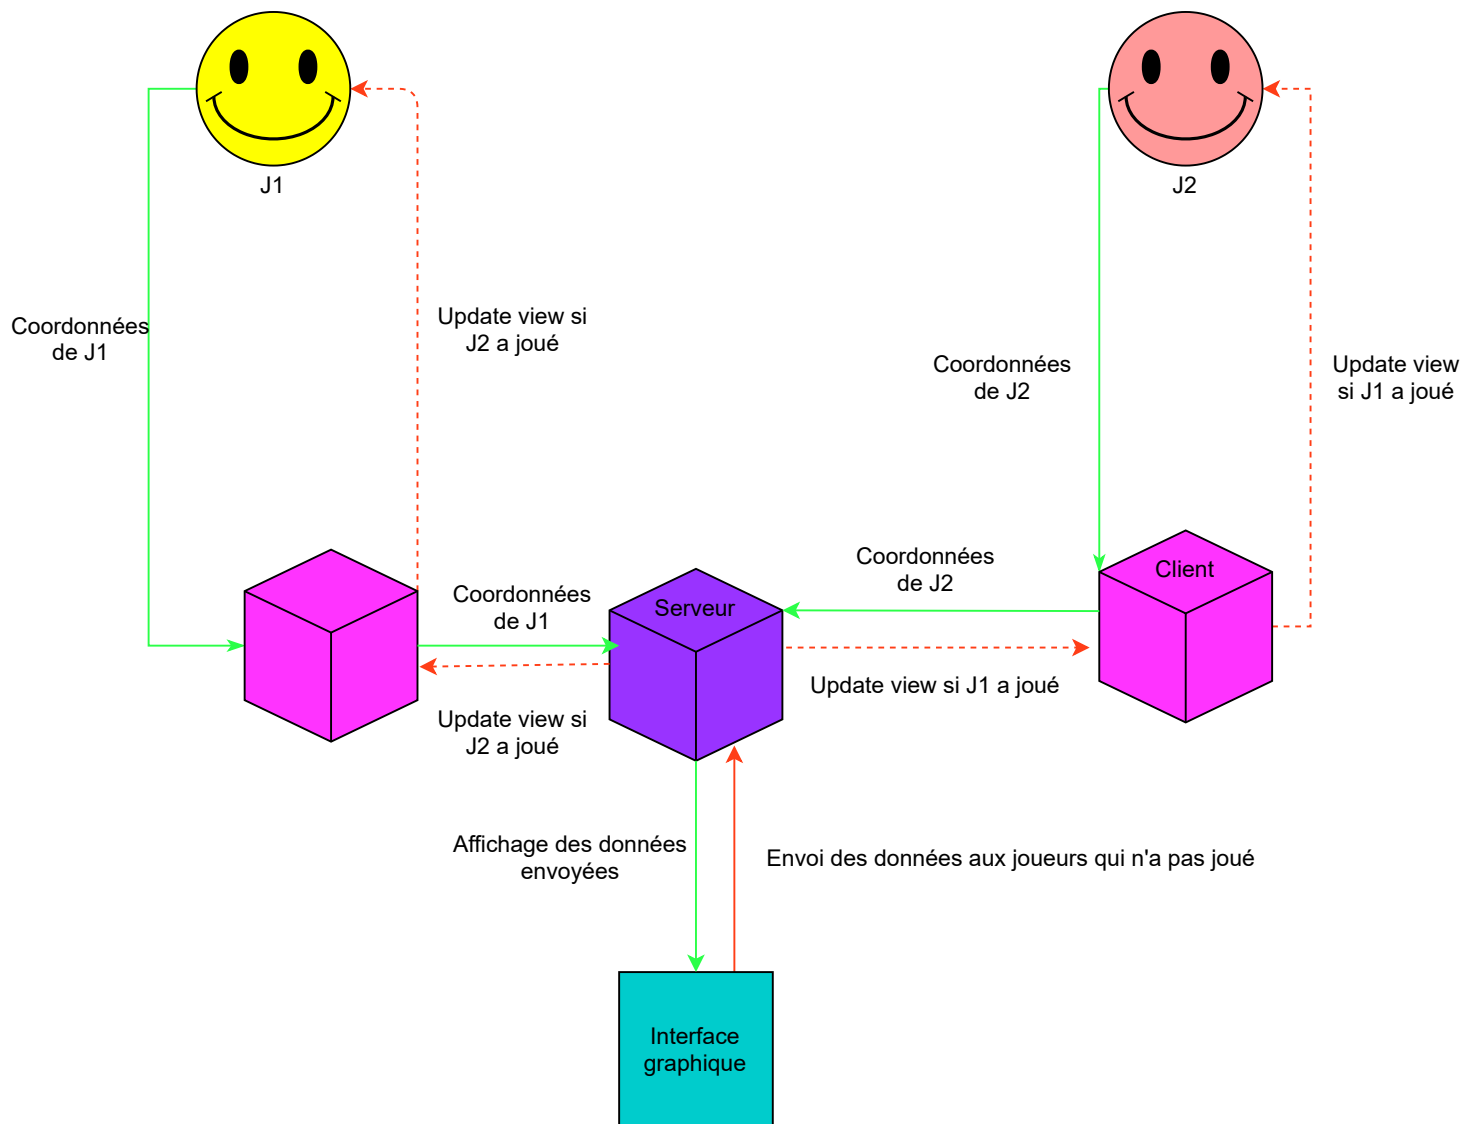 J1
J2
Coordonnées
de J1
Update view si
J2 a joué
Coordonnées
de J2
Update view
si J1 a joué
Coordonnées
de J1
Serveur
Coordonnées
de J2
Client
Update view si
J2 a joué
Update view si J1 a joué
Affichage des données
envoyées
Envoi des données aux joueurs qui n'a pas joué
Interface
graphique